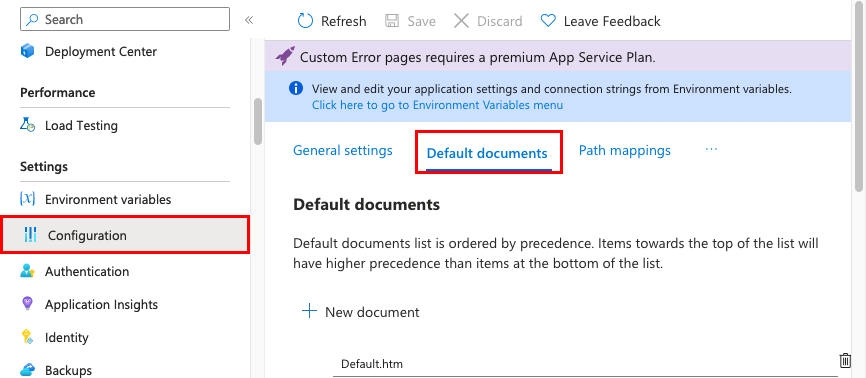 Search
«
Deployment Center
Performance
Load Testing
Settings
Environment variables
Configuration
Authentication
Application Insights
Identity
Backups
Refresh
Save
Discard
Leave Feedback
Custom Error pages requires a premium App Service Plan.
View and edit your application settings and connection strings from Environment variables.
Click here to go to Environment Variables menu
General settings
Default documents
Path mappings
...
Default documents
Default documents list is ordered by precedence. Items towards the top of the list will
have higher precedence than items at the bottom of the list.
New document
Default.htm